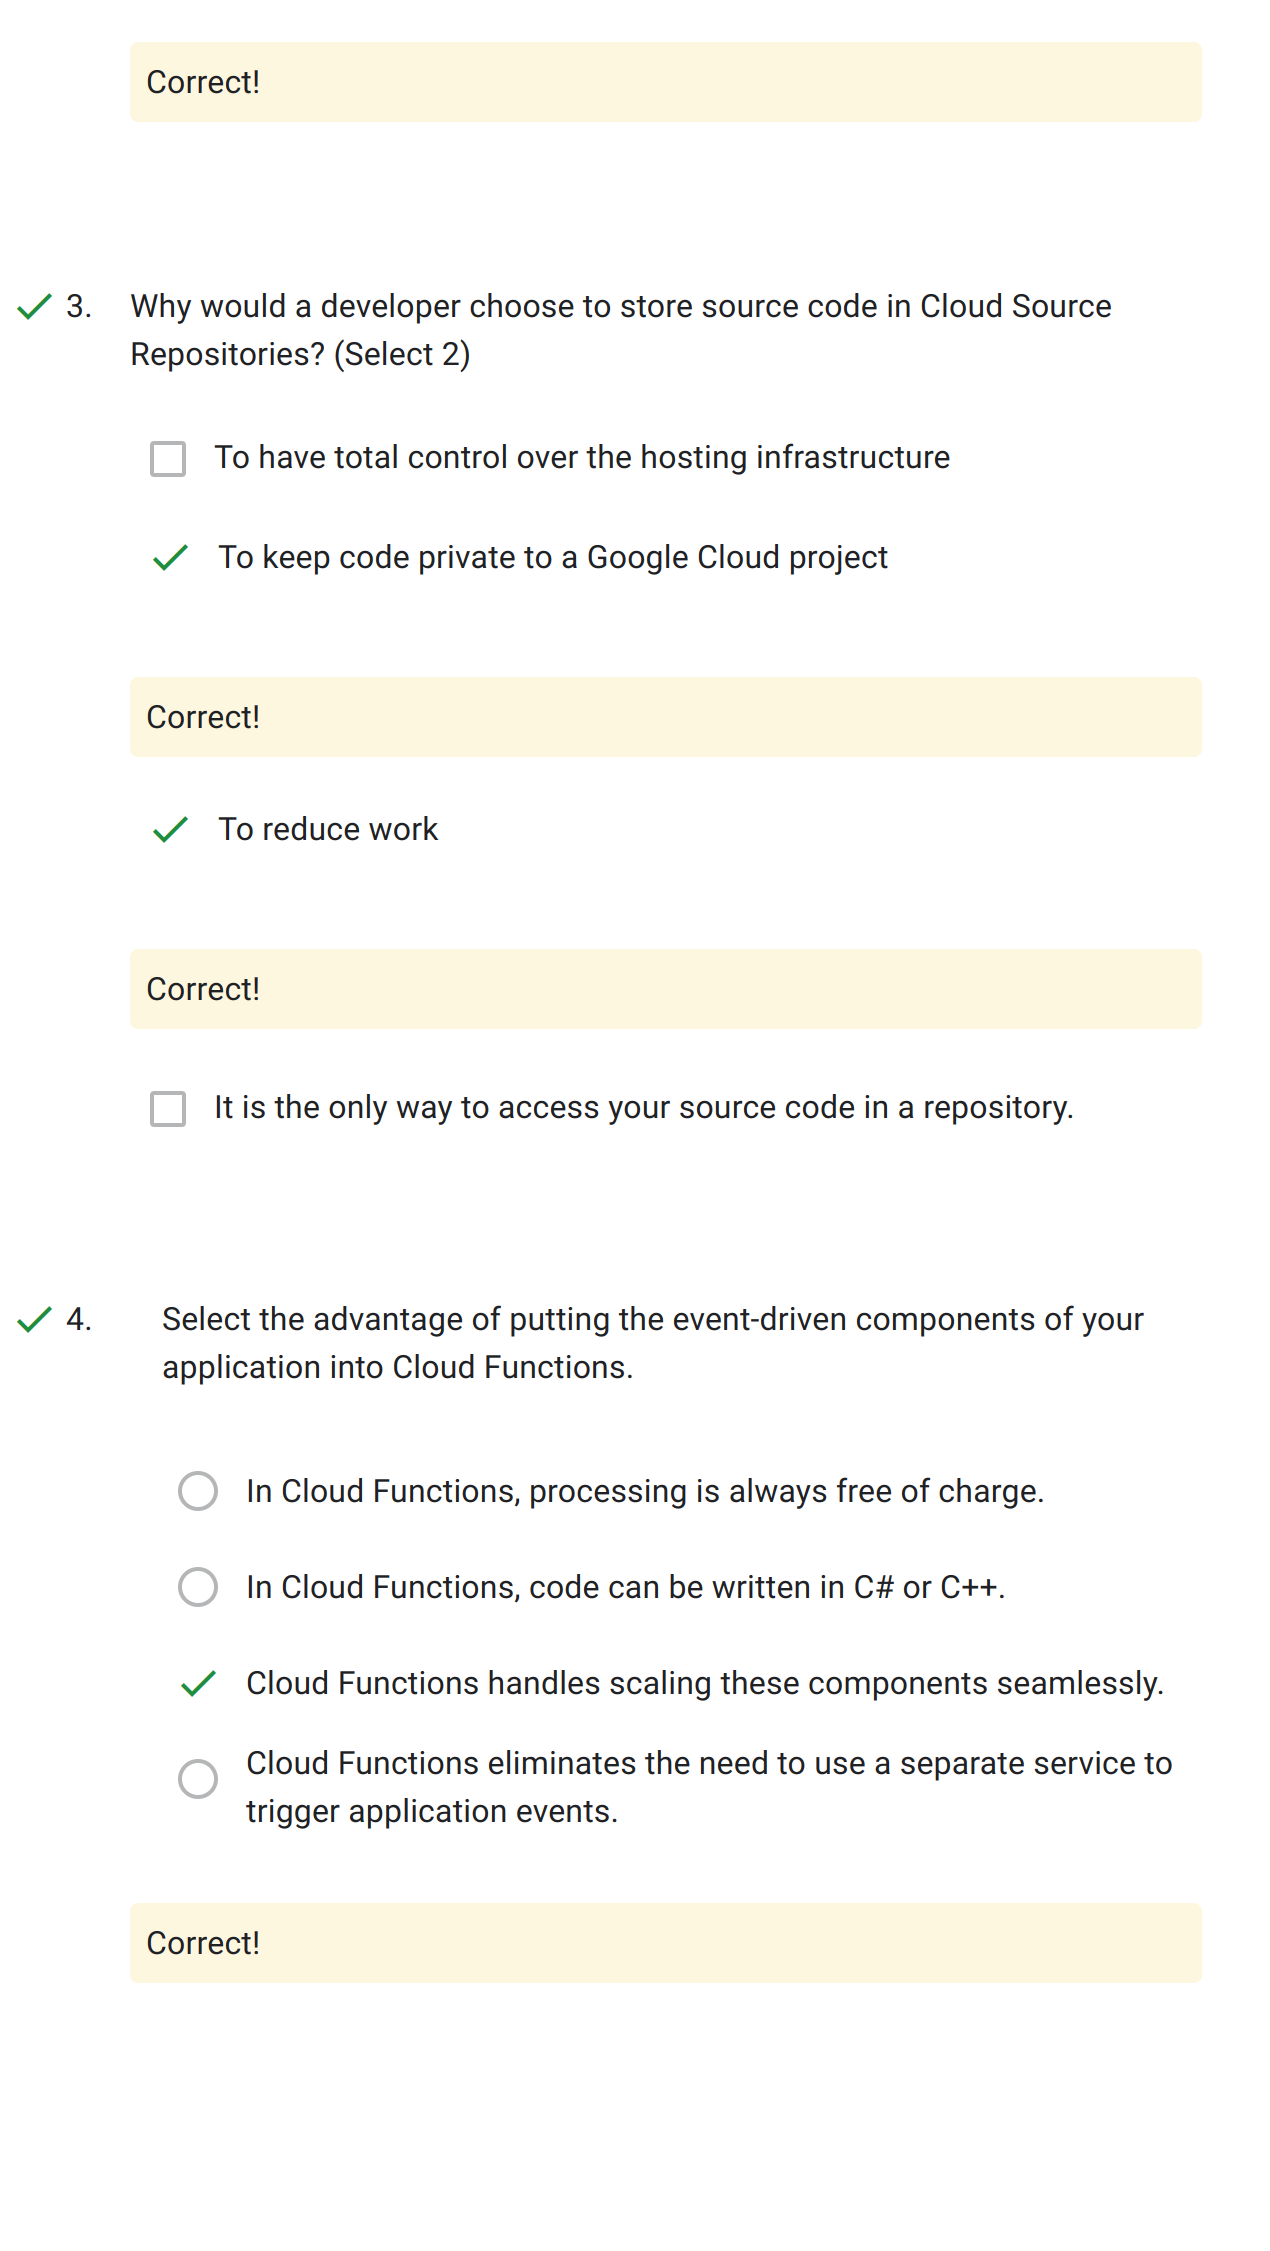 Correct!
3. Why would a developer choose to store source code in Cloud Source
Repositories? (Select 2)
To have total control over the hosting infrastructure
To keep code private to a Google Cloud project
Correct!
To reduce work
Correct!
It is the only way to access your source code in a repository.
4. Select the advantage of putting the event-driven components of your
application into Cloud Functions.
In Cloud Functions, processing is always free of charge.
In Cloud Functions, code can be written in C# or C++.
Cloud Functions handles scaling these components seamlessly.
Cloud Functions eliminates the need to use a separate service to
trigger application events.
Correct!